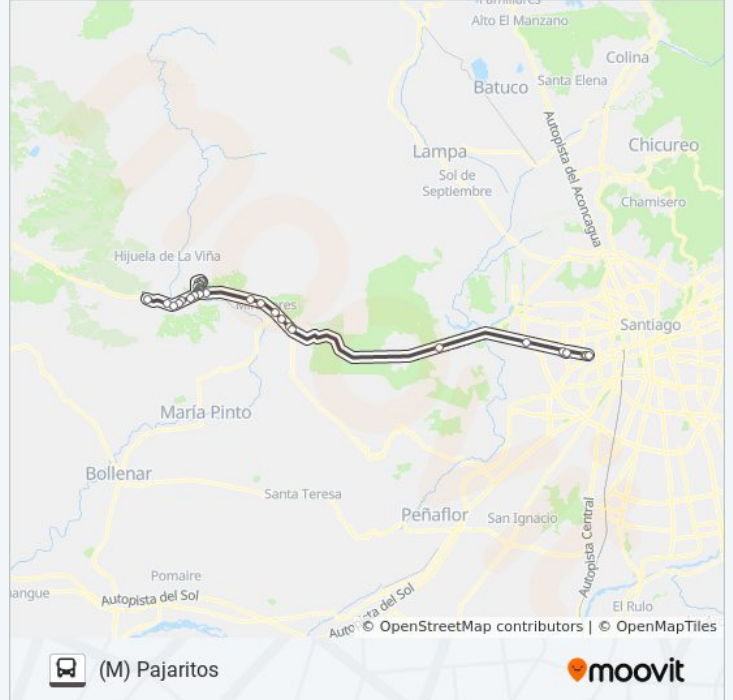 Familiares
Alto El Manzano
Colina
Batuco
Santa Elena
Autopista del Aconcagua
Chicureo
Lampa
Sol de
Septiembre
Chamisero
Hijuela de La Viña
Santiago
María Pinto
Bollenar
Santa Teresa
Peñaflor
San Ignacio
Autopista Central
Pomaire
angue
Autopista del Sol
Autopista del Sol
El Rulo
© OpenStreetMap contributors | © OpenMapTiles
(M) Pajaritos
moovit